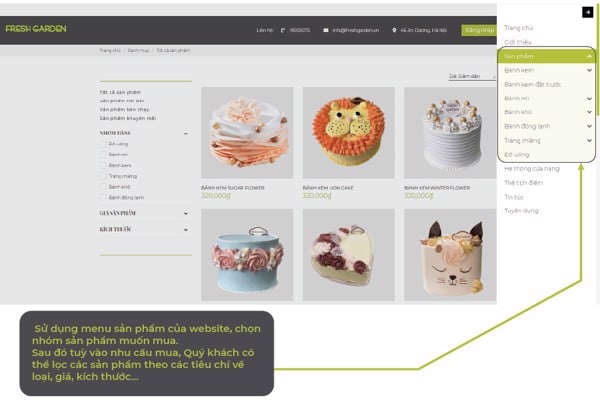 FRESH GARDEN
Liên hệ: 19001075 info@freshgarden.vn 46 An Dương, Hà Nội Đăng nhập
Trang chủ / Danh mục / Tất cả sản phẩm
Giá: Giảm dần
Tất cả sản phẩm
Sản phẩm nổi bật
Sản phẩm bán chạy
Sản phẩm khuyến mãi
NHÓM HÀNG
Đồ uống
Bánh mì
Bánh kem
Tráng miệng
Bánh khô
Bánh đông lạnh
GIÁ SẢN PHẨM
KÍCH THƯỚC
BÁNH KEM SUGAR FLOWER
320,000₫
BÁNH KEM LION CAKE
320,000₫
BÁNH KEM WINTER FLOWER
320,000₫
Trang chủ
Giới thiệu
Sản phẩm
Bánh kem
Bánh kem đặt trước
Bánh mì
Bánh khô
Bánh đông lạnh
Tráng miệng
Đồ uống
Hệ thống cửa hàng
Thẻ tích điểm
Tin tức
Tuyển dụng
Sử dụng menu sản phẩm của website, chọn
nhóm sản phẩm muốn mua.
Sau đó tuỳ vào nhu cầu mua, Quý khách có
thể lọc các sản phẩm theo các tiêu chí về
loại, giá, kích thước...